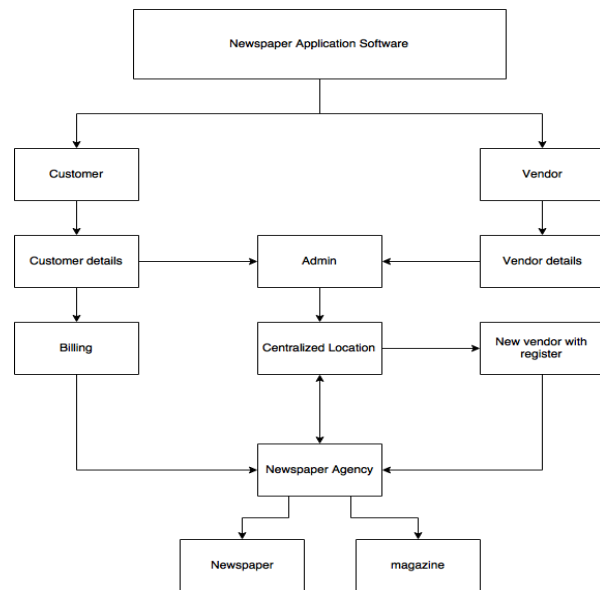 Newspaper Application Software
Customer
Vendor
Customer details
Admin
Vendor details
Billing
Centralized Location
New vendor with
register
Newspaper Agency
Newspaper
magazine